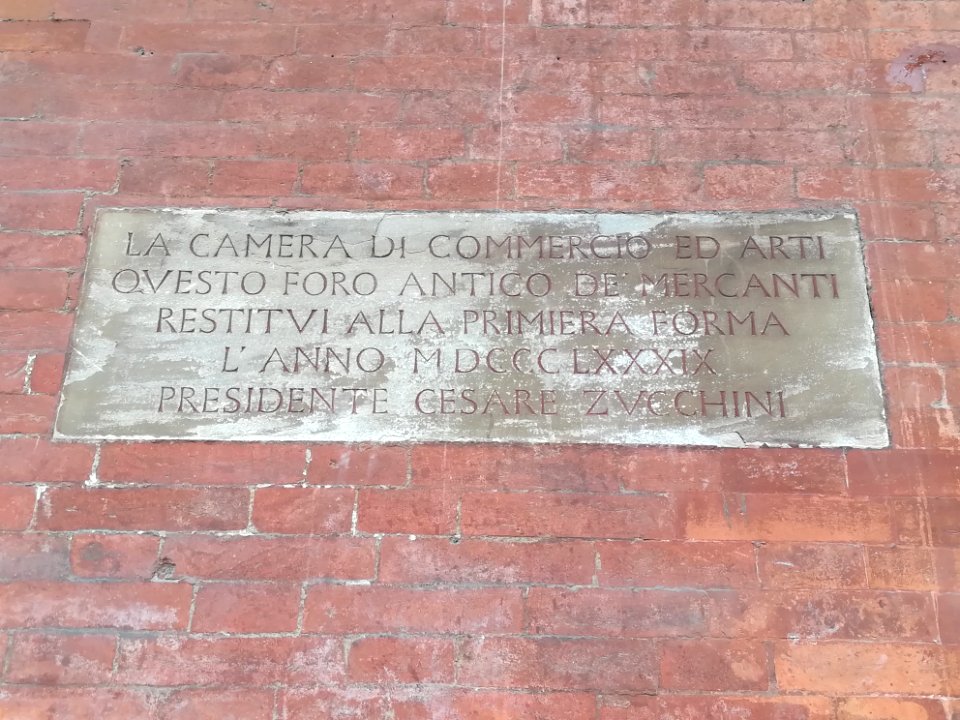 LA CAMERA DI COMMERCIO ED ARTI
QVESTO FORO ANTICO DE' MERCANTI
RESTITVI ALLA PRIMIERA FORMA
L'ANNO MDCCCLXXXIX
PRESIDENTE CESARE ZVCCHINI